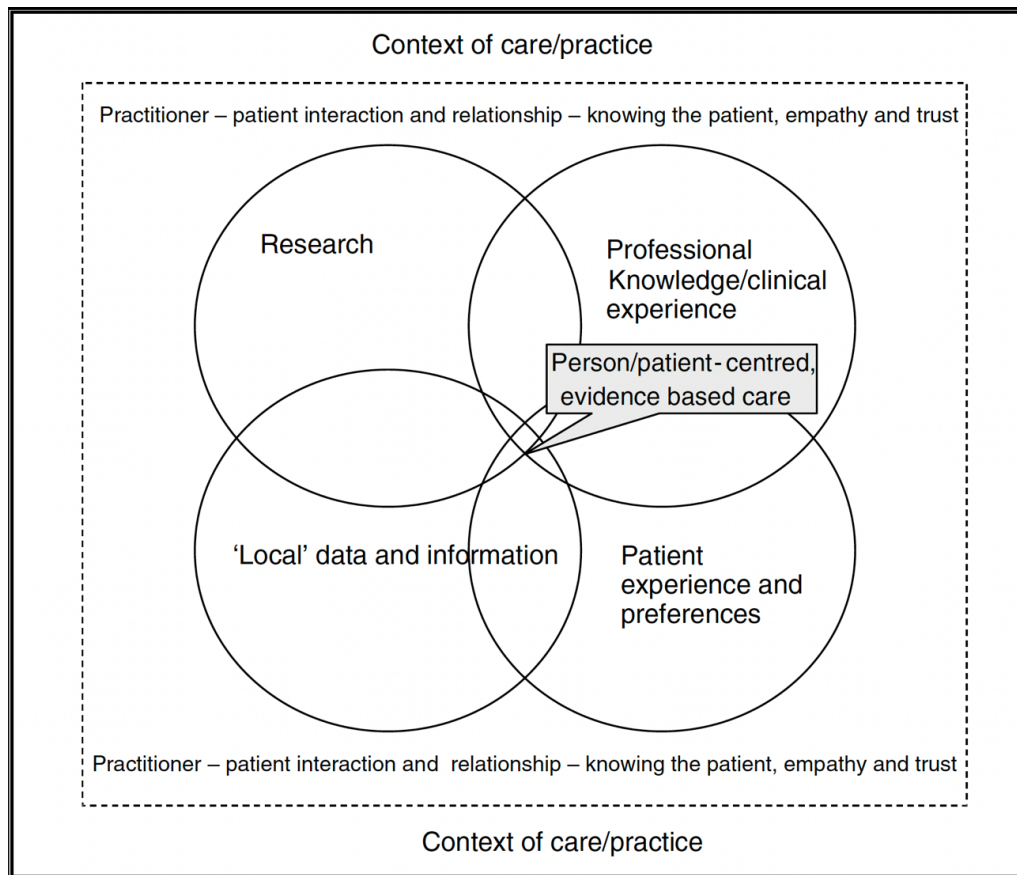 Context of care/practice
Practitioner – patient interaction and relationship – knowing the patient, empathy and trust
Research
Professional
Knowledge/clinical
experience
Person/patient-centred,
evidence based care
‘Local’ data and information
Patient
experience and
preferences
Practitioner – patient interaction and relationship – knowing the patient, empathy and trust
Context of care/practice